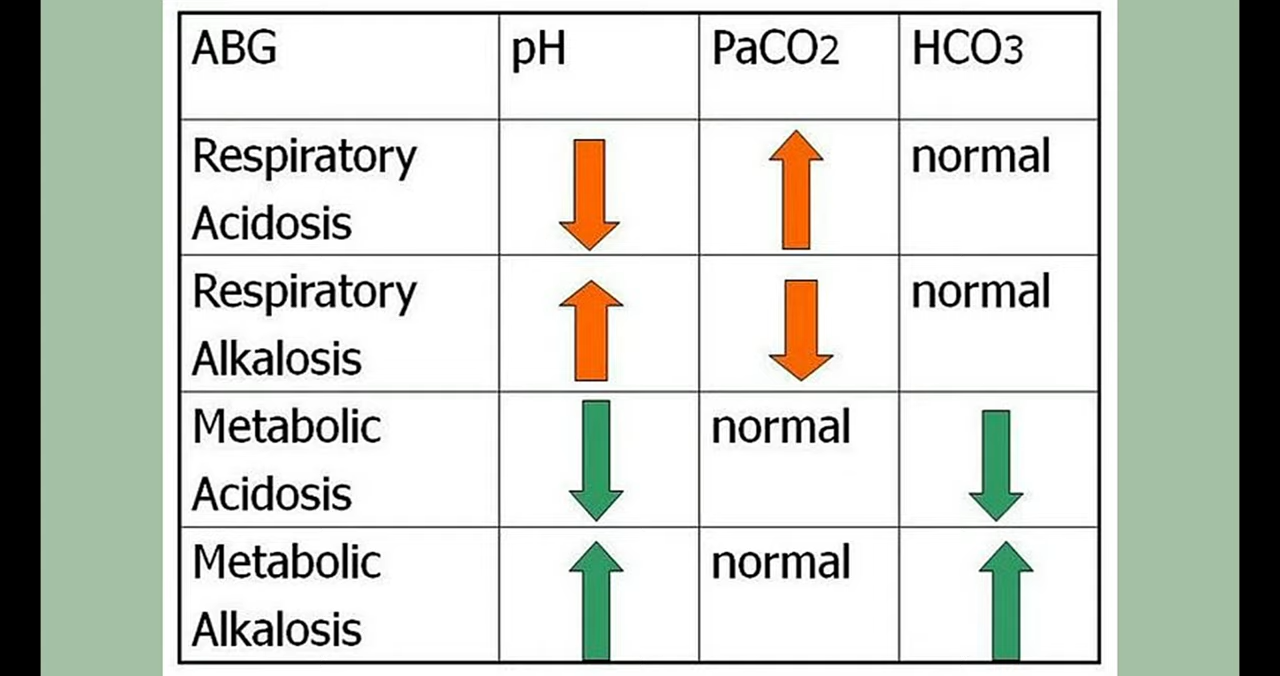 ABG pH PaCO2 HCO3
Respiratory normal
Acidosis
Respiratory normal
Alkalosis
Metabolic normal
Acidosis
Metabolic normal
Alkalosis